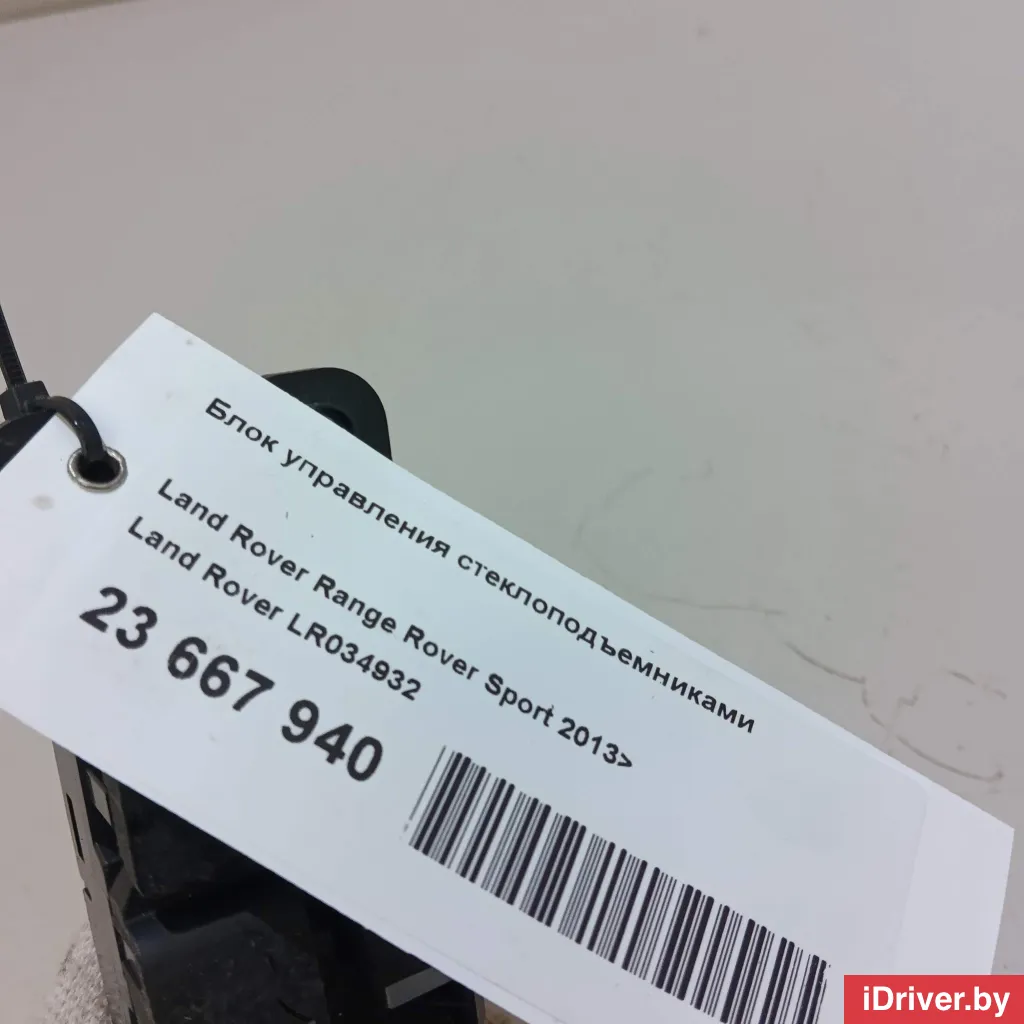 Блок управления стеклоподъемниками
Land Rover Range Rover Sport 2013>
Land Rover LR034932
23 667 940
iDriver.by